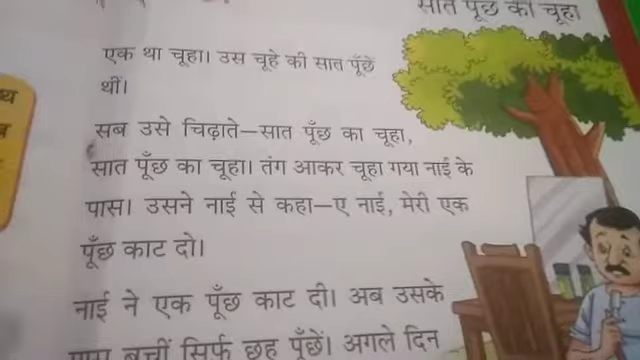 सात पूँछ का चूहा
एक था चूहा। उस चूहे की सात पूँछें
थीं।
सब उसे चिढ़ाते—सात पूँछ का चूहा,
सात पूँछ का चूहा। तंग आकर चूहा गया नाई के
पास। उसने नाई से कहा—ए नाई, मेरी एक
पूँछ काट दो।
नाई ने एक पूँछ काट दी। अब उसके
पास बचीं सिर्फ छह पूँछें। अगले दिन